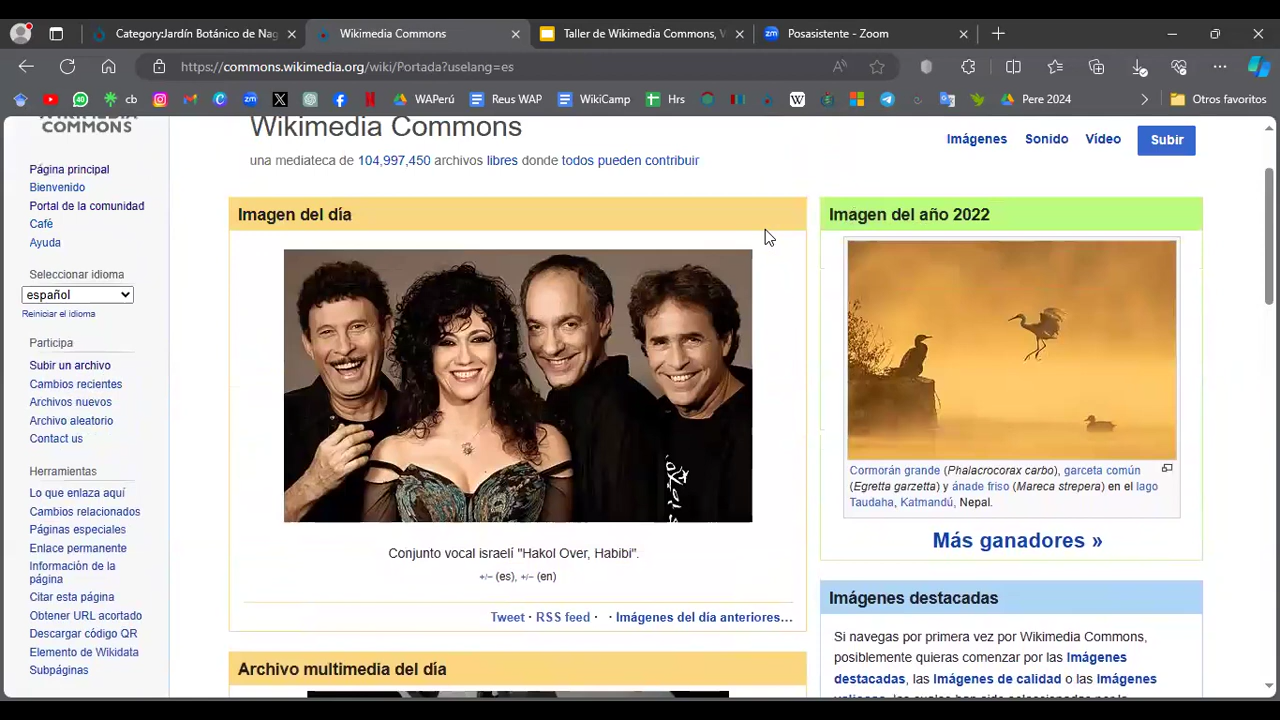 Category:Jardín Botánico de Nag
Wikimedia Commons
Taller de Wikimedia Commons, V
zm
Posasistente - Zoom
https://commons.wikimedia.org/wiki/Portada?uselang=es
cb
WAPerú
Reus WAP
WikiCamp
Hrs
Pere 2024
Otros favoritos
COMMONS
Página principal
Bienvenido
Portal de la comunidad
Café
Ayuda
Seleccionar idioma
español
Reiniciar el idioma
Participa
Subir un archivo
Cambios recientes
Archivos nuevos
Archivo aleatorio
Contact us
Herramientas
Lo que enlaza aquí
Cambios relacionados
Páginas especiales
Enlace permanente
Información de la
página
Citar esta página
Obtener URL acortado
Descargar código QR
Elemento de Wikidata
Subpáginas
Wikimedia Commons
una mediateca de 104,997,450 archivos libres donde todos pueden contribuir
Imágenes
Sonido
Vídeo
Subir
Imagen del día
Conjunto vocal israelí "Hakol Over, Habibi".
+/− (es), +/− (en)
Tweet · RSS feed · · Imágenes del día anteriores…
Archivo multimedia del día
Imagen del año 2022
Cormorán grande (Phalacrocorax carbo), garceta común
(Egretta garzetta) y ánade friso (Mareca strepera) en el lago
Taudaha, Katmandú, Nepal.
Más ganadores »
Imágenes destacadas
Si navegas por primera vez por Wikimedia Commons,
posiblemente quieras comenzar por las Imágenes
destacadas, las Imágenes de calidad o las Imágenes